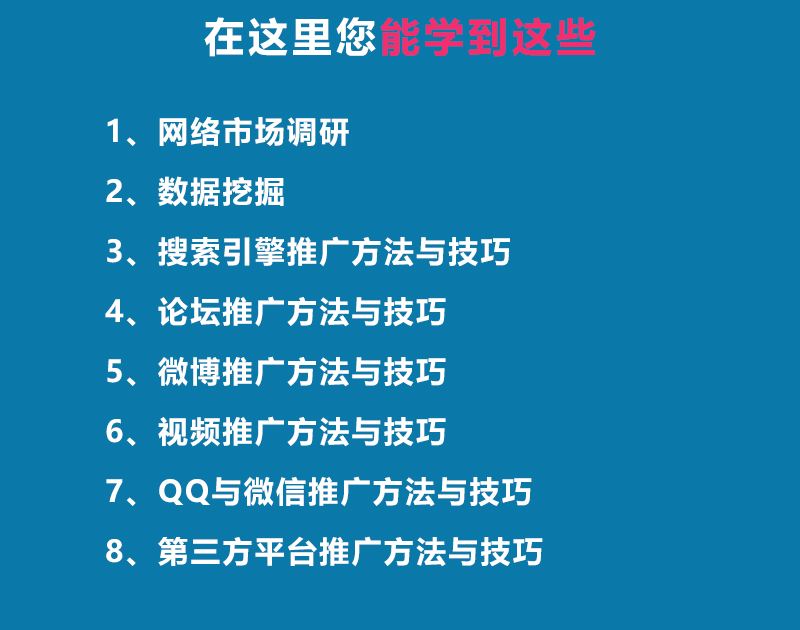 在这里您能学到这些
1、网络市场调研
2、数据挖掘
3、搜索引擎推广方法与技巧
4、论坛推广方法与技巧
5、微博推广方法与技巧
6、视频推广方法与技巧
7、QQ与微信推广方法与技巧
8、第三方平台推广方法与技巧